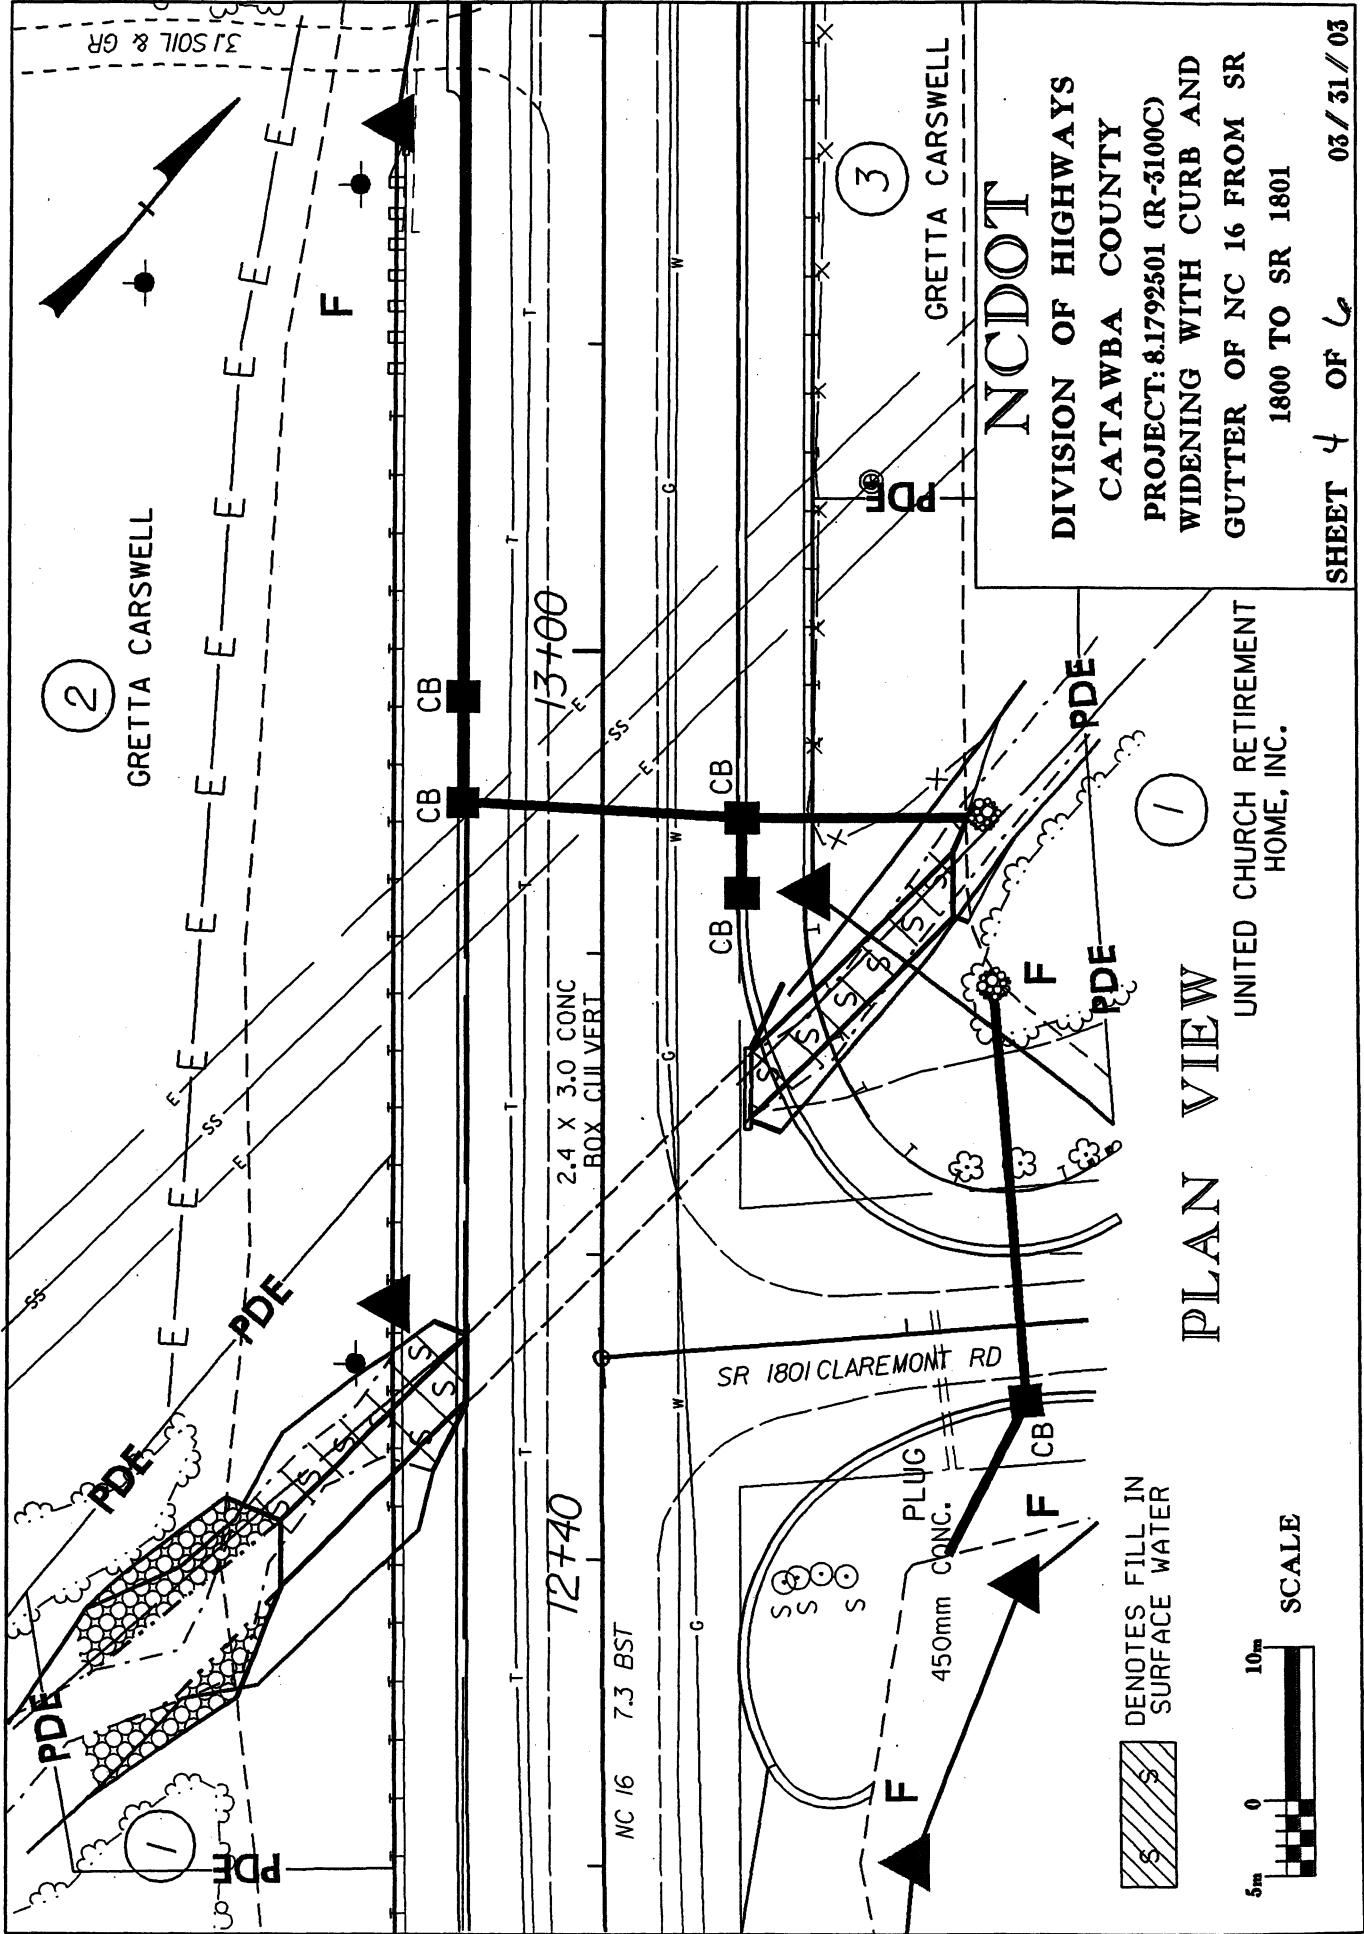 3.1 SOIL & GR
E E E E E E E E E E E
F
2
GRETTA CARSWELL
3
GRETTA CARSWELL
PDE
PDE
PDE
PDE
PDE
PDE
PDE
CB
CB
CB
CB
CB
13+00
12+40
2.4 X 3.0 CONC
BOX CULVERT
NC 16 7.3 BST
SR 1801 CLAREMONT RD
PLUG
450mm CONC.
F
F
F
1
1
UNITED CHURCH RETIREMENT
HOME, INC.
PLAN VIEW
DENOTES FILL IN
SURFACE WATER
S S
5m 0 10m
SCALE
NCDOT
DIVISION OF HIGHWAYS
CATAWBA COUNTY
PROJECT: 8.1792501 (R-3100C)
WIDENING WITH CURB AND
GUTTER OF NC 16 FROM SR
1800 TO SR 1801
SHEET 4 OF 6 03/31/03